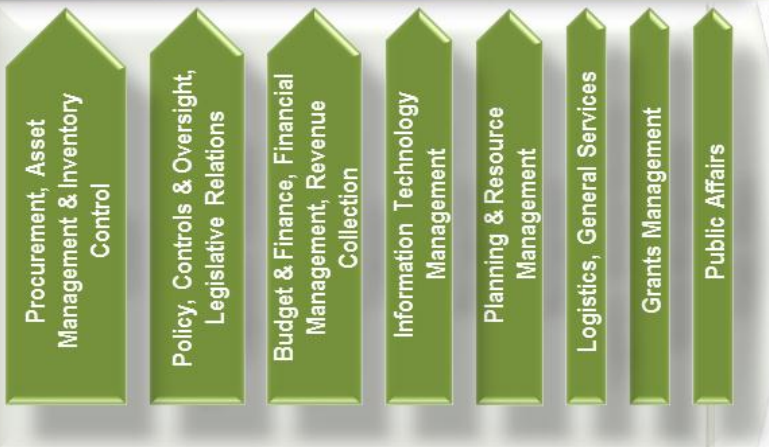 Procurement, Asset
Management & Inventory
Control
Policy, Controls & Oversight,
Legislative Relations
Budget & Finance, Financial
Management, Revenue
Collection
Information Technology
Management
Planning & Resource
Management
Logistics, General Services
Grants Management
Public Affairs